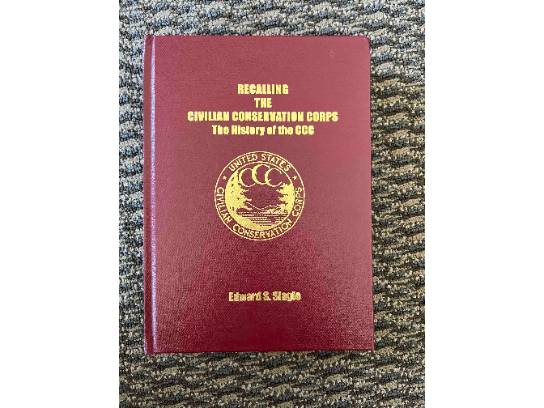 RECALLING
THE
CIVILIAN CONSERVATION CORPS
The History of the CCC
UNITED STATES
CCC
CIVILIAN CONSERVATION CORPS
Edward S. Slagle